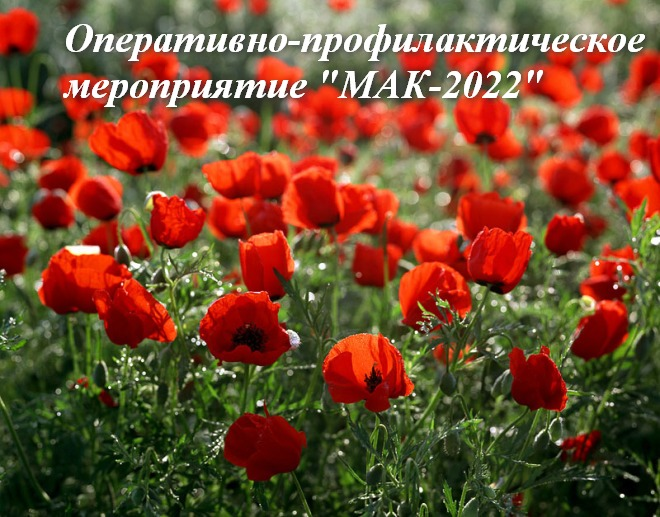 Оперативно-профилактическое
мероприятие "МАК-2022"